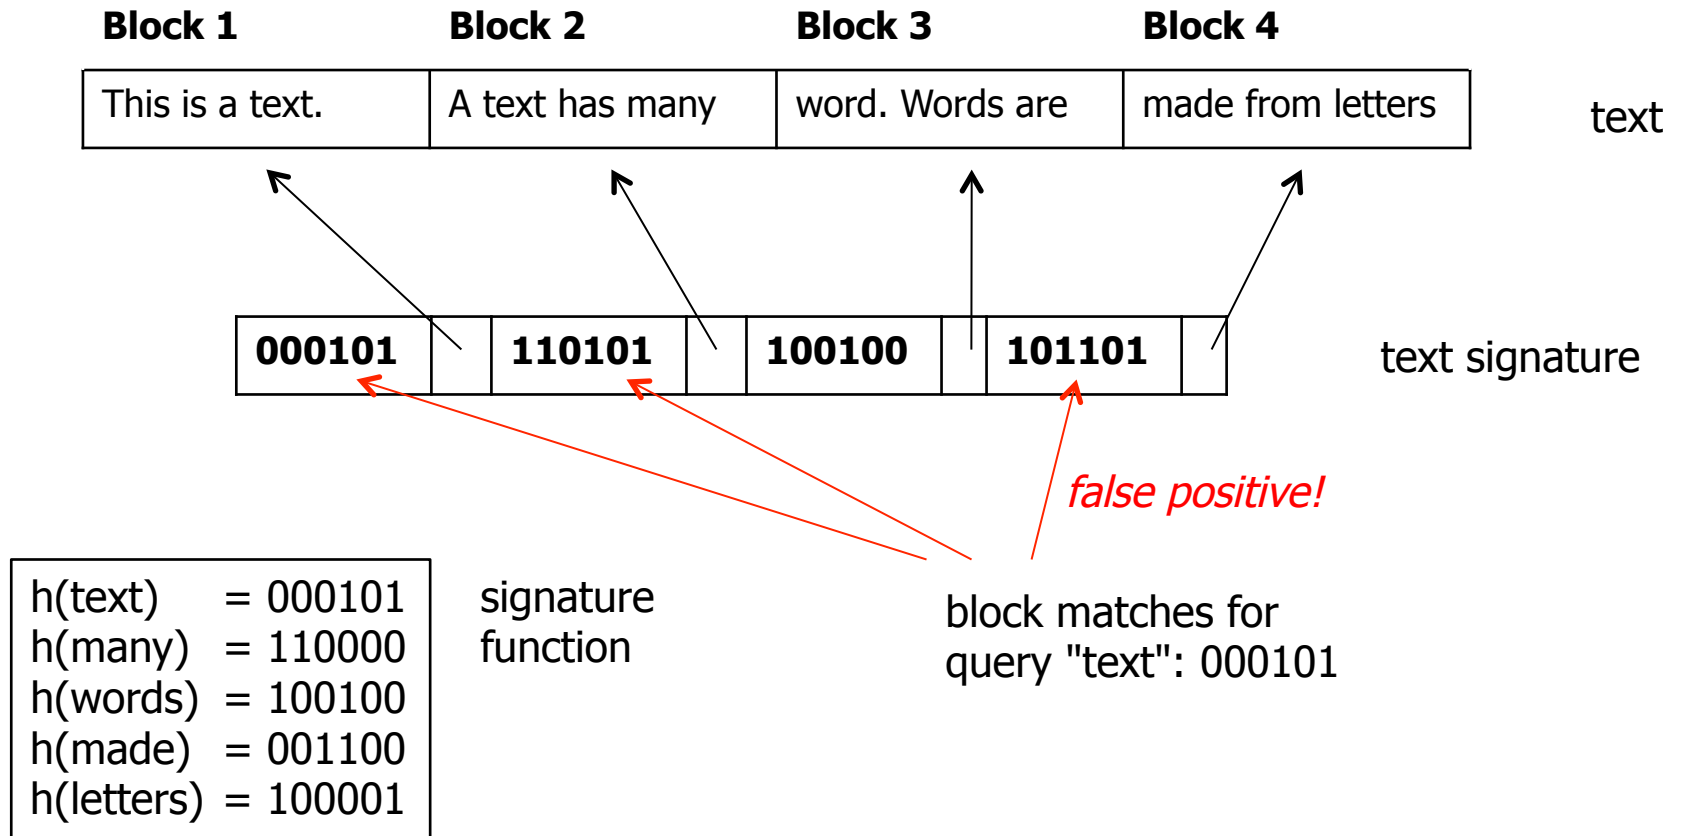 Block 1 Block 2 Block 3 Block 4
This is a text. A text has many word. Words are made from letters text
000101 110101 100100 101101 text signature
false positive!
h(text) = 000101
h(many) = 110000
h(words) = 100100
h(made) = 001100
h(letters) = 100001
signature
function
block matches for
query "text": 000101